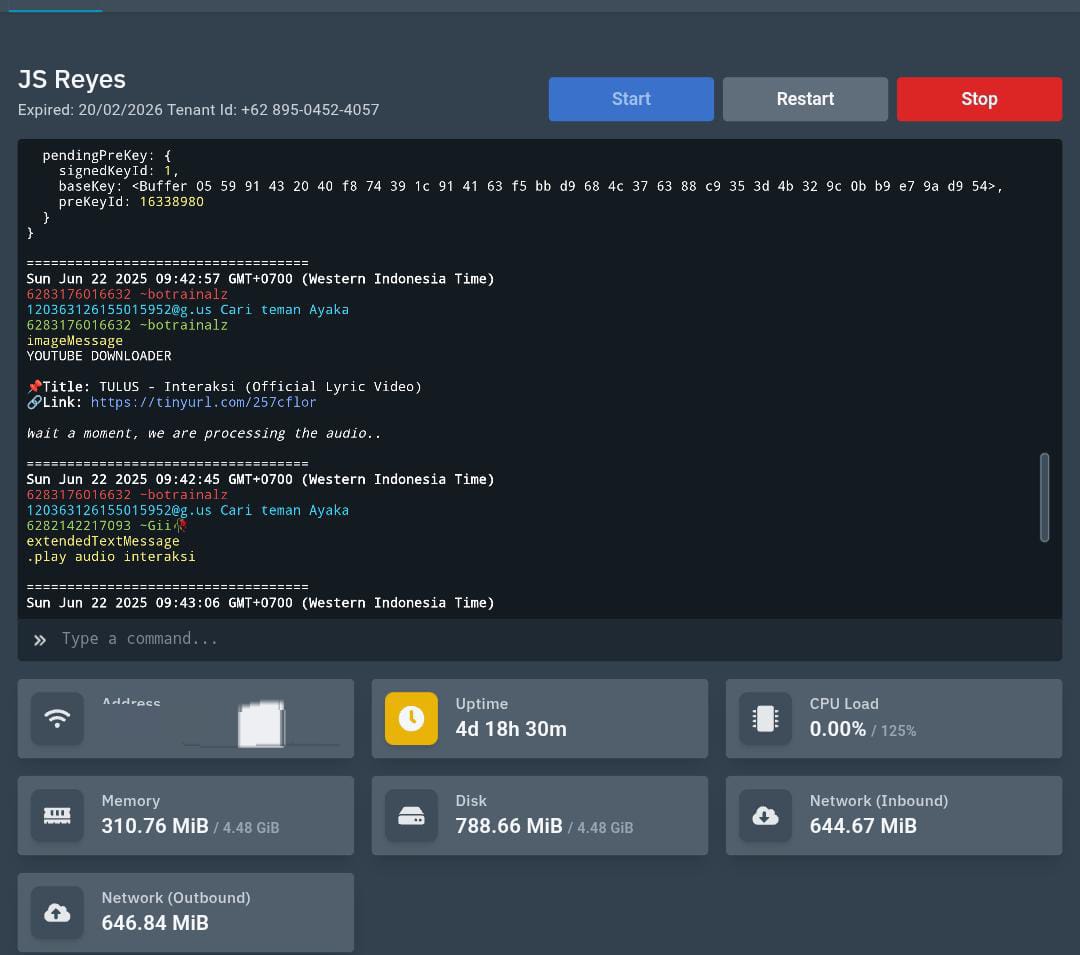 JS Reyes
Expired: 20/02/2026 Tenant Id: +62 895-0452-4057
Start
Restart
Stop
pendingPreKey: {
signedKeyId: 1,
baseKey: <Buffer 05 59 91 43 20 40 f8 74 39 1c 91 41 63 f5 bb d9 68 4c 37 63 88 c9 35 3d 4b 32 9c 0b b9 e7 9a d9 54>,
preKeyId: 16338980
}
}
===================================
Sun Jun 22 2025 09:42:57 GMT+0700 (Western Indonesia Time)
6283176016632 ~botrainalz
120363126155015952@g.us Cari teman Ayaka
6283176016632 ~botrainalz
imageMessage
YOUTUBE DOWNLOADER
📌Title: TULUS - Interaksi (Official Lyric Video)
🔗Link: https://tinyurl.com/257cflor
Wait a moment, we are processing the audio..
===================================
Sun Jun 22 2025 09:42:45 GMT+0700 (Western Indonesia Time)
6283176016632 ~botrainalz
120363126155015952@g.us Cari teman Ayaka
6282142217093 ~Gii🥀
extendedTextMessage
.play audio interaksi
===================================
Sun Jun 22 2025 09:43:06 GMT+0700 (Western Indonesia Time)
» Type a command...
Address
Uptime
4d 18h 30m
CPU Load
0.00% / 125%
Memory
310.76 MiB / 4.48 GiB
Disk
788.66 MiB / 4.48 GiB
Network (Inbound)
644.67 MiB
Network (Outbound)
646.84 MiB